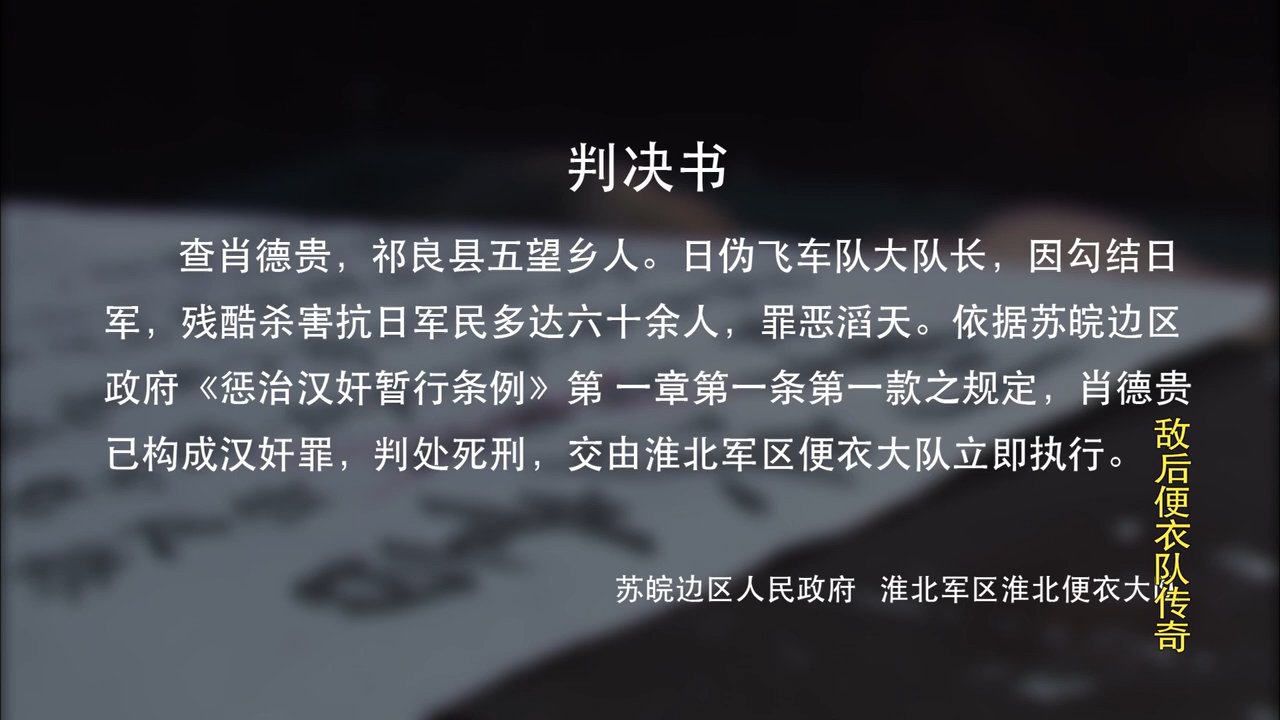 判决书
查肖德贵，祁良县五望乡人。日伪飞车队大队长，因勾结日
军，残酷杀害抗日军民多达六十余人，罪恶滔天。依据苏皖边区
政府《惩治汉奸暂行条例》第 一章第一条第一款之规定，肖德贵
已构成汉奸罪，判处死刑，交由淮北军区便衣大队立即执行。
苏皖边区人民政府 淮北军区淮北便衣大队
敌后便衣队传奇